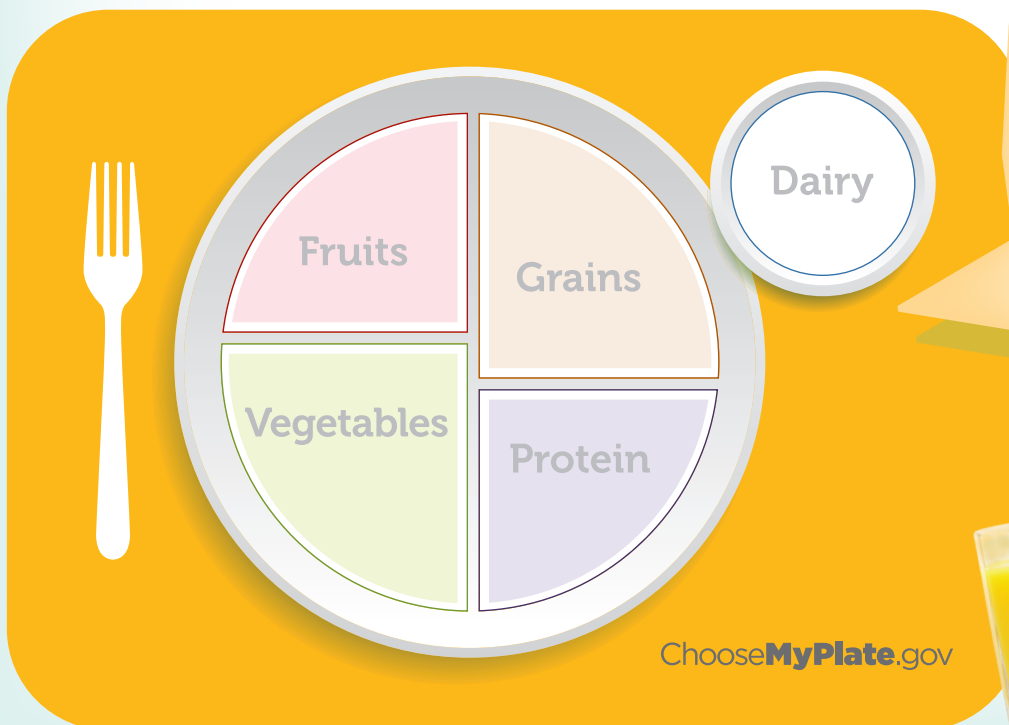 Dairy
Fruits
Grains
Vegetables
Protein
ChooseMyPlate.gov